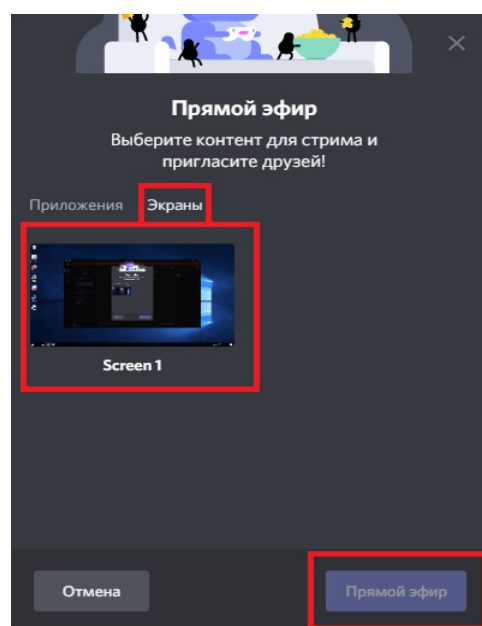 Прямой эфир
Выберите контент для стрима и
пригласите друзей!
Приложения Экраны
Screen 1
Отмена Прямой эфир